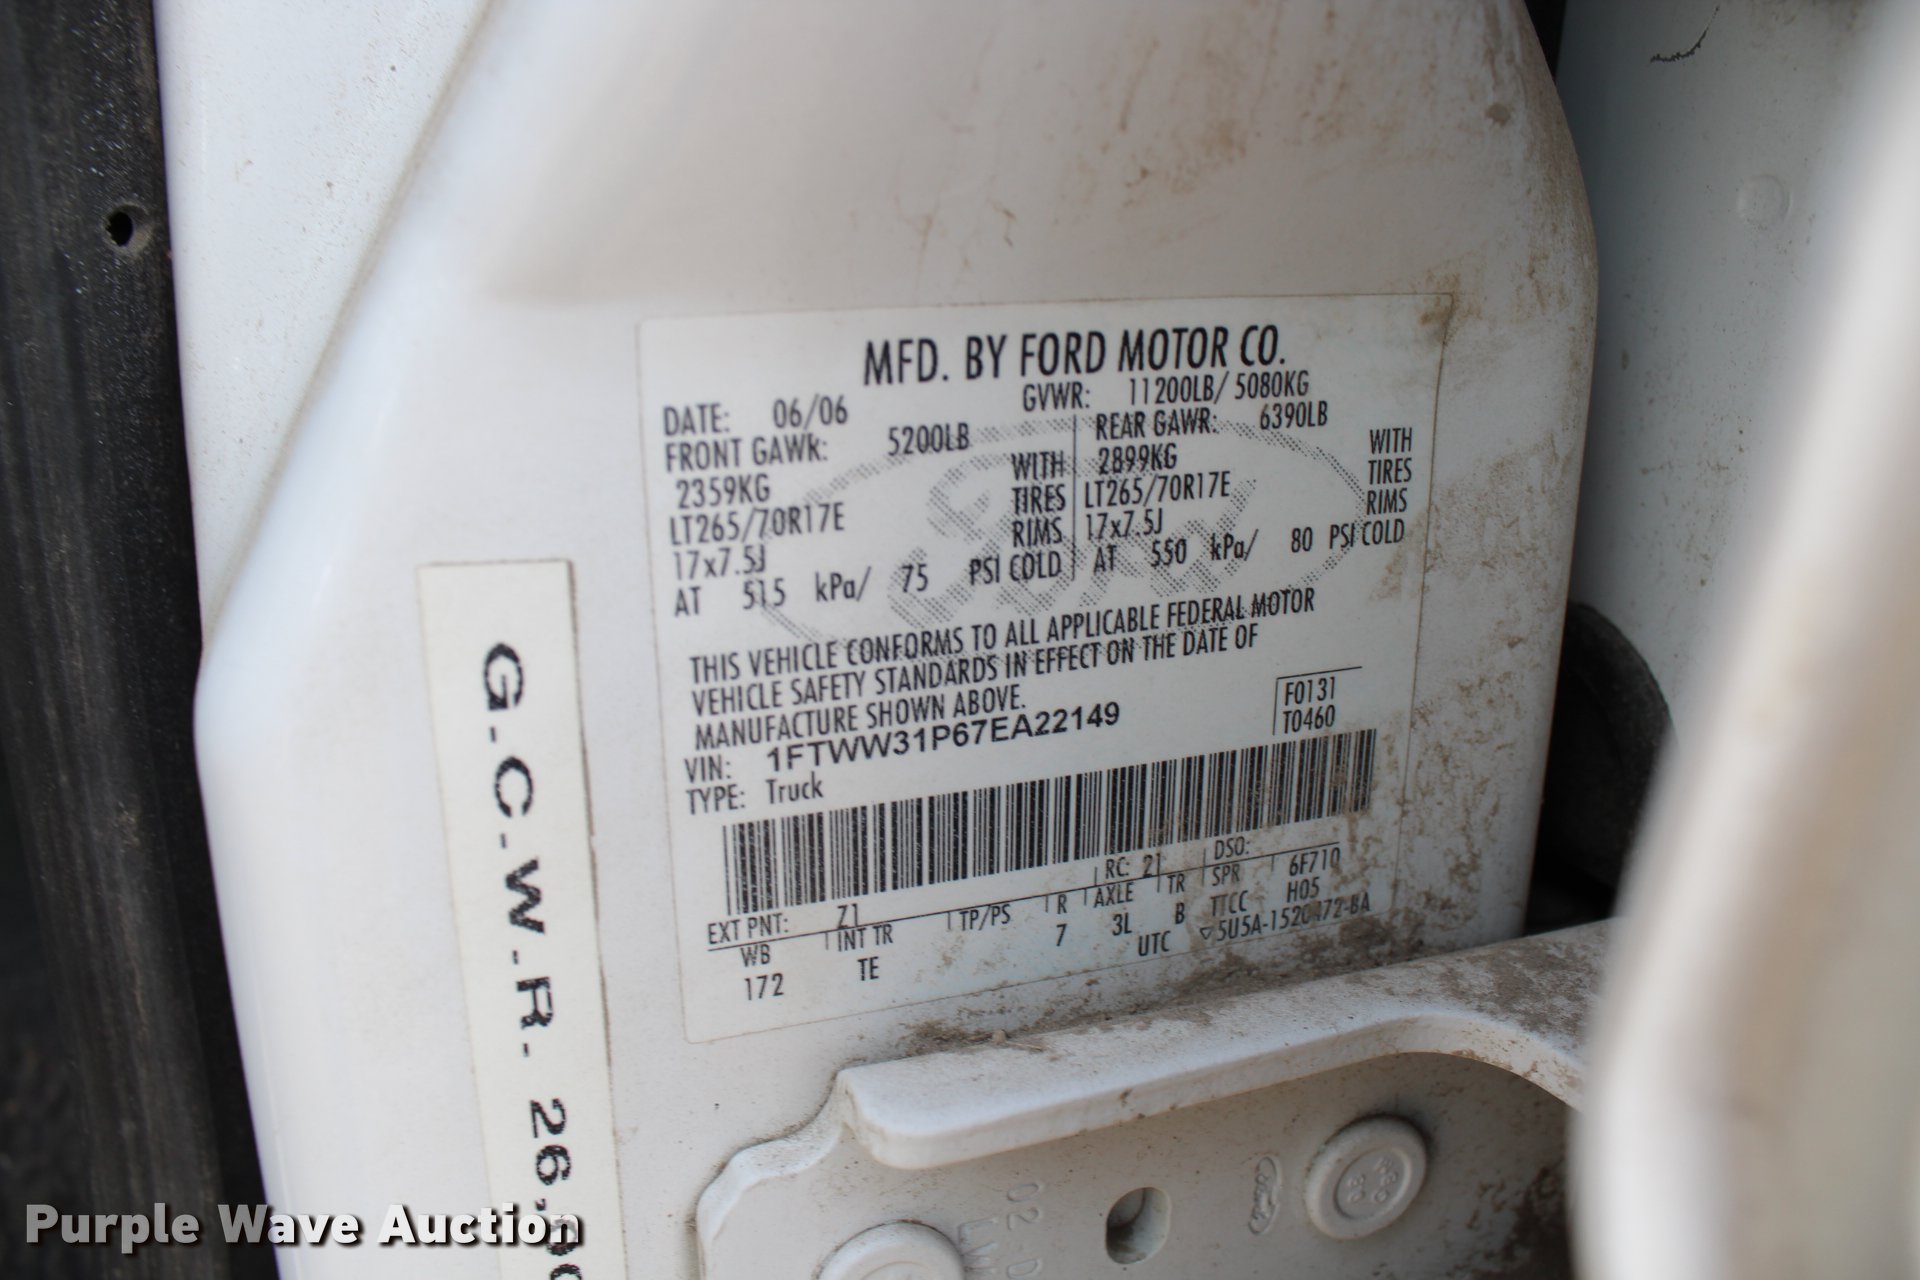 MFD. BY FORD MOTOR CO.
DATE: 06/06 GVWR: 11200LB/ 5080KG
FRONT GAWR: 5200LB REAR GAWR: 6390LB
2359KG WITH 2899KG WITH
LT265/70R17E TIRES LT265/70R17E TIRES
17x7.5J RIMS 17x7.5J RIMS
AT 515 kPa/ 75 PSI COLD AT 550 kPa/ 80 PSI COLD
THIS VEHICLE CONFORMS TO ALL APPLICABLE FEDERAL MOTOR
VEHICLE SAFETY STANDARDS IN EFFECT ON THE DATE OF
MANUFACTURE SHOWN ABOVE.
F0131
T0460
VIN: 1FTWW31P67EA22149
TYPE: Truck
EXT PNT: Z1 RC: 21 DSO:
WB INT TR TP/PS R AXLE TR SPR 6F710
172 TE 7 3L B TTCC H05
UTC ▽5U5A-1520472-BA
G.C.W.R. 26,
Purple Wave Auction